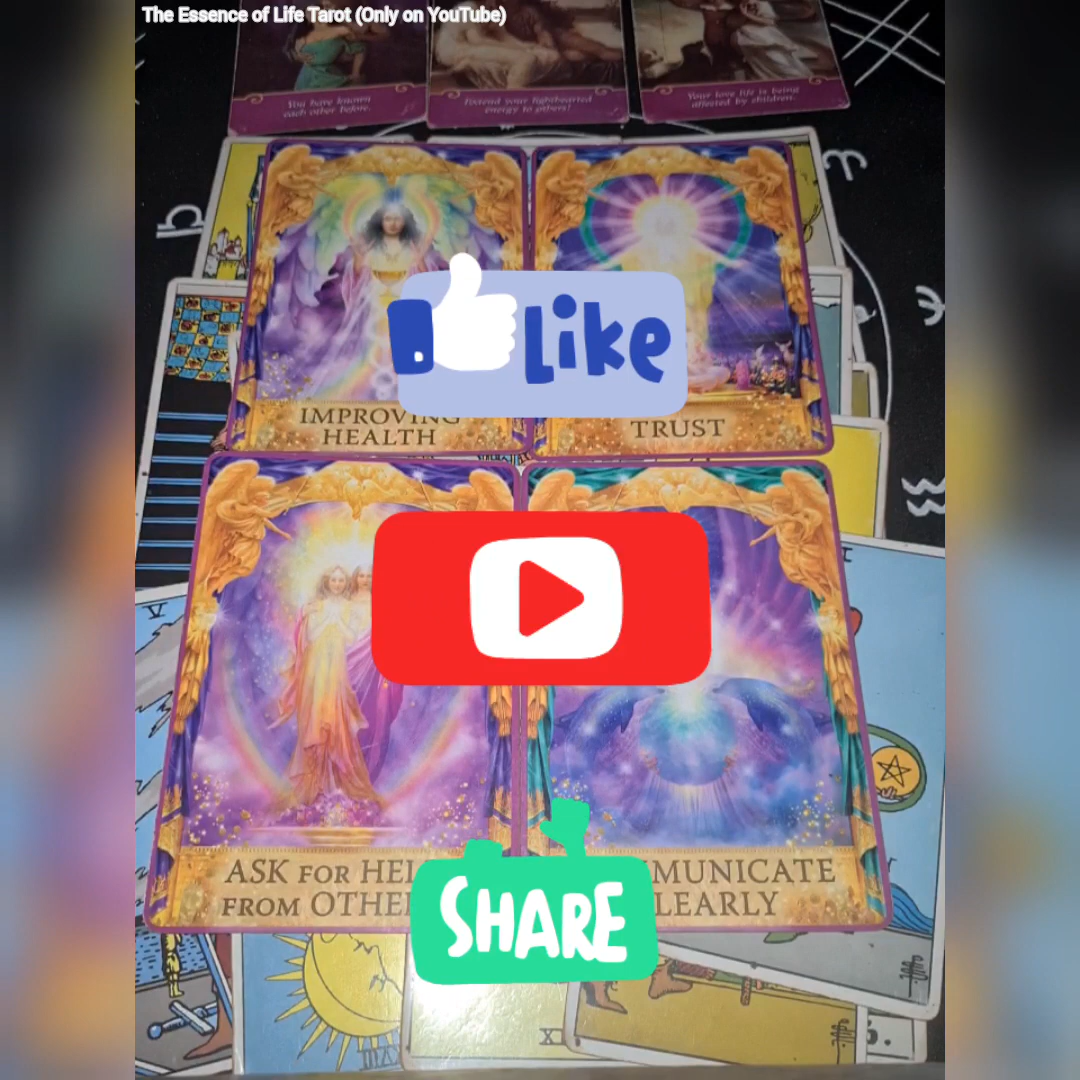 The Essence of Life Tarot (Only on YouTube)
You have known
each other before.
Extend your lighthearted
energy to others!
Your love life is being
affected by children.
IMPROVING
HEALTH
TRUST
Like
ASK FOR HEL
FROM OTHE
MUNICATE
LEARLY
SHARE
V